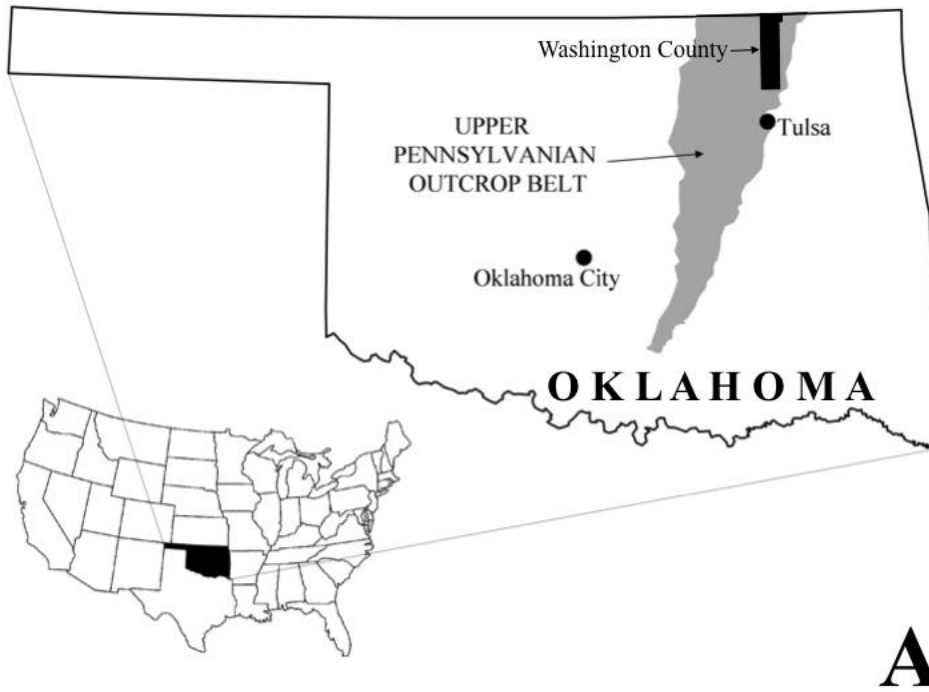 Washington County
Tulsa
UPPER
PENNSYLVANIAN
OUTCROP BELT
Oklahoma City
OKLAHOMA
A